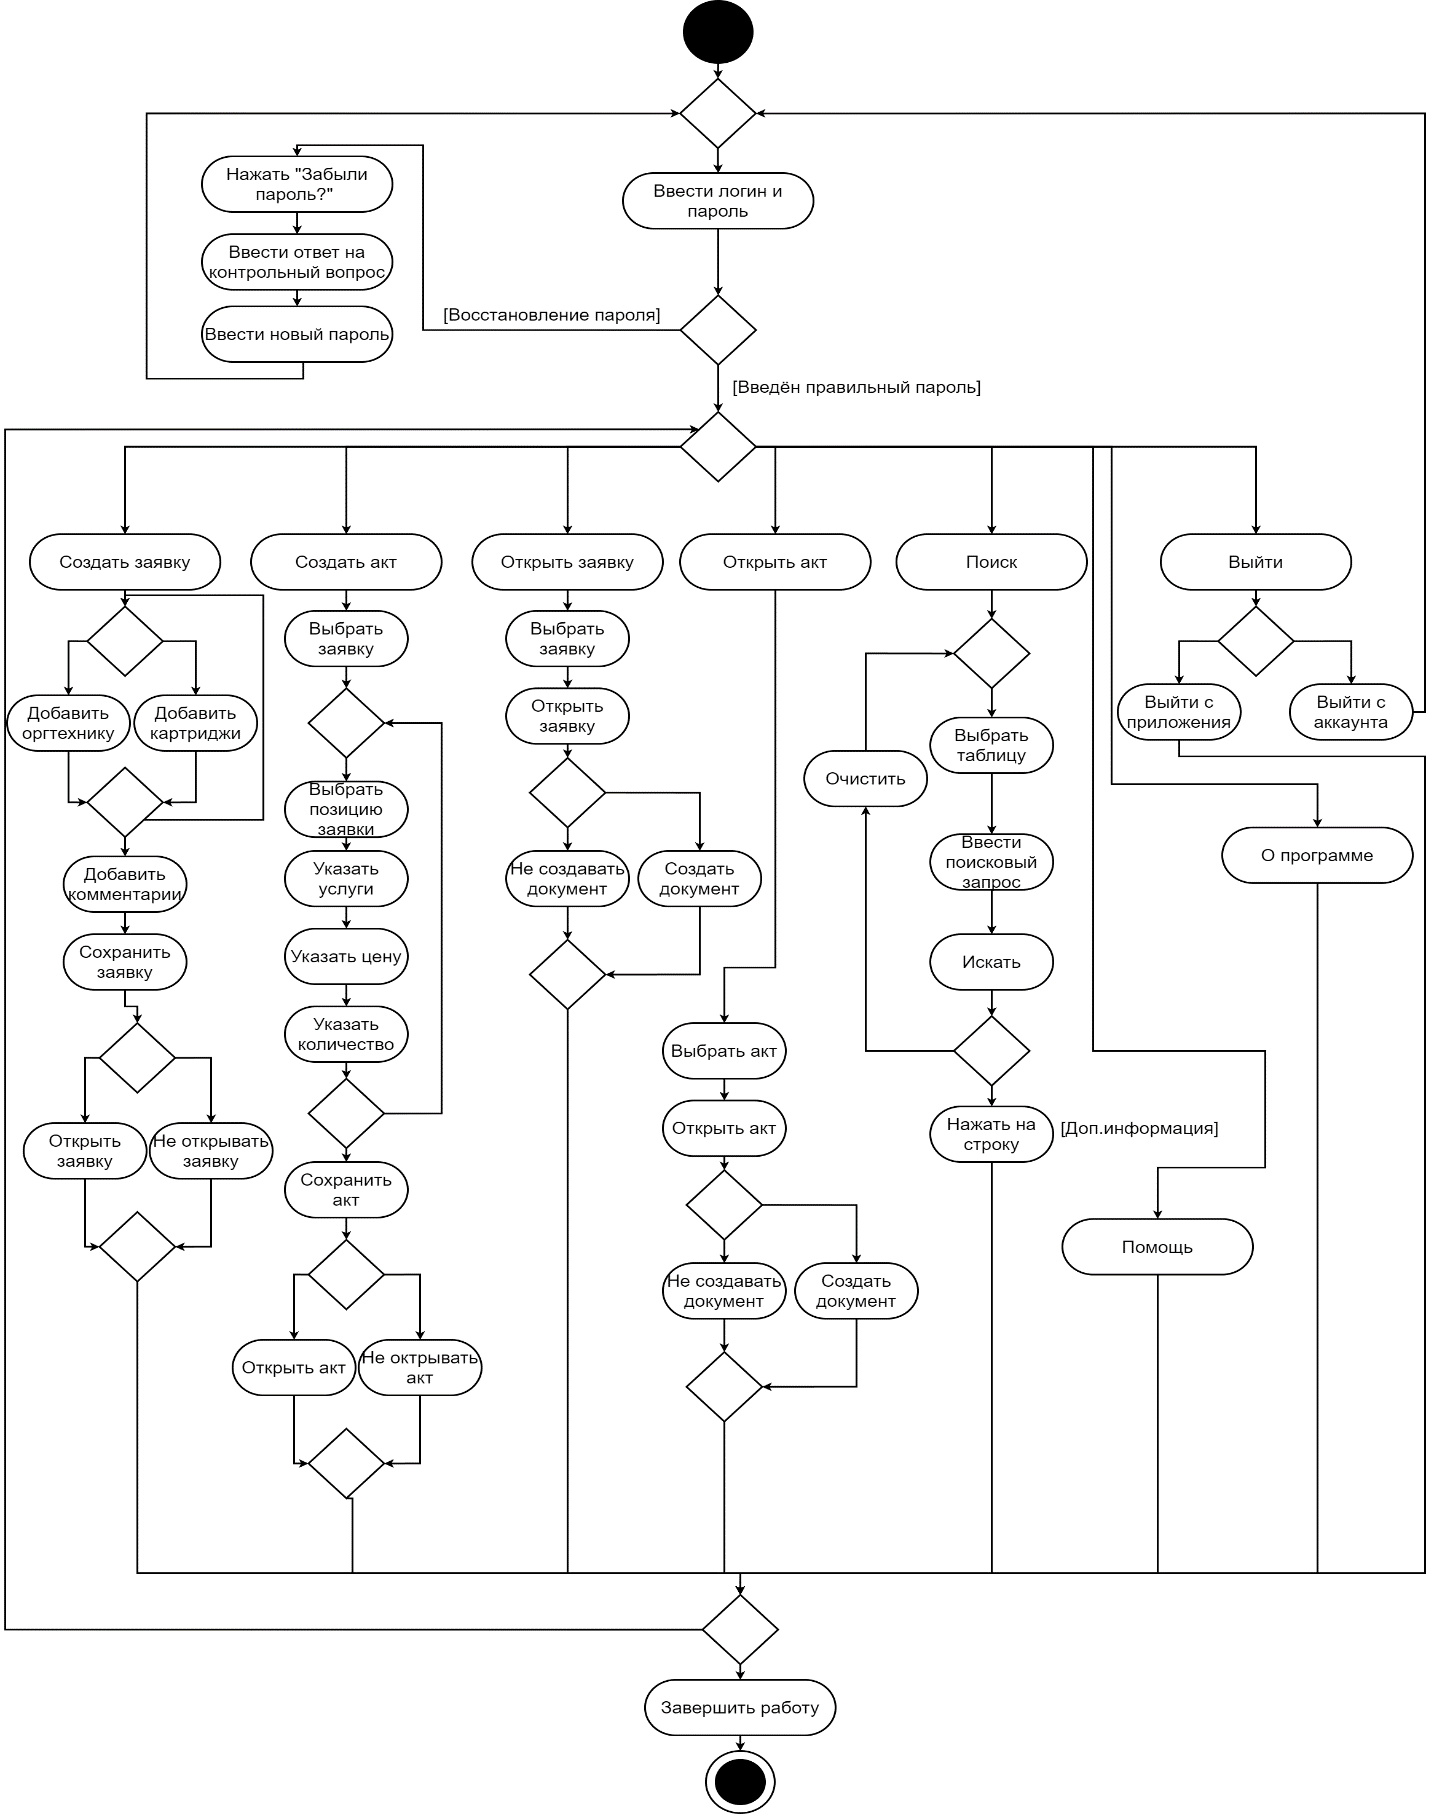 Нажать "Забыли
пароль?"
Ввести логин и
пароль
Ввести ответ на
контрольный вопрос
Ввести новый пароль
[Восстановление пароля]
[Введён правильный пароль]
Создать заявку
Создать акт
Открыть заявку
Открыть акт
Поиск
Выйти
Выбрать
заявку
Выбрать
заявку
Добавить
оргтехнику
Добавить
картриджи
Открыть
заявку
Выбрать
таблицу
Выйти с
приложения
Выйти с
аккаунта
Очистить
Выбрать
позицию
заявки
Ввести
поисковый
запрос
О программе
Добавить
комментарии
Указать
услуги
Не создавать
документ
Создать
документ
Сохранить
заявку
Указать цену
Искать
Указать
количество
Выбрать акт
Открыть
заявку
Не открывать
заявку
Открыть акт
Нажать на
строку
[Доп.информация]
Сохранить
акт
Помощь
Не создавать
документ
Создать
документ
Открыть акт
Не октрывать
акт
Завершить работу